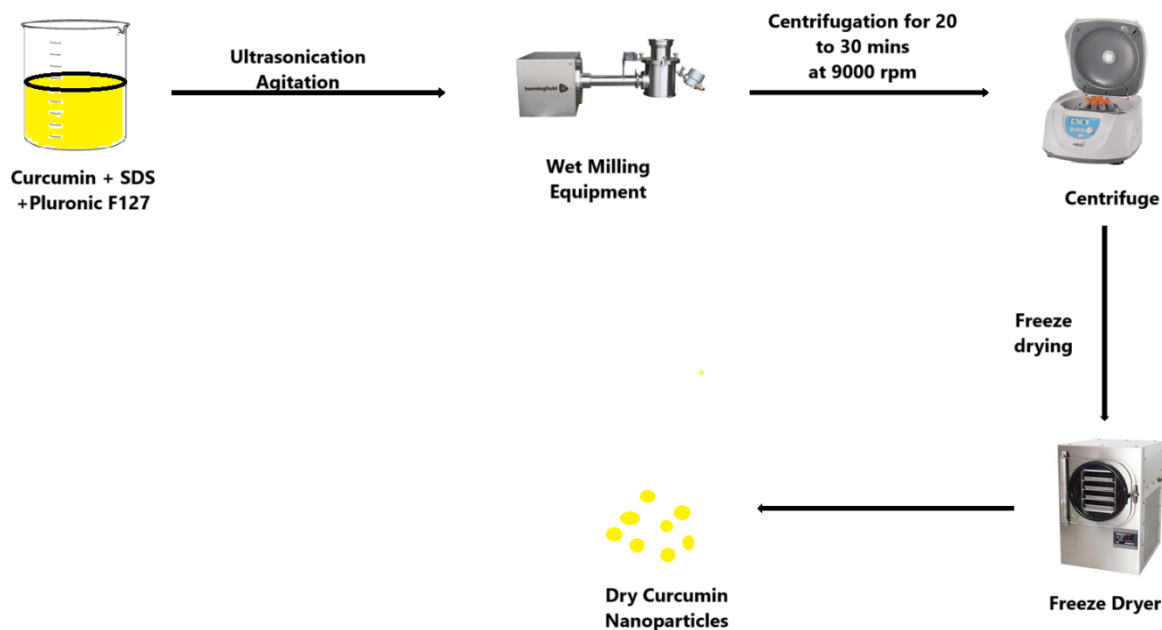 Ultrasonication
Agitation
Centrifugation for 20
to 30 mins
at 9000 rpm
Curcumin + SDS
+Pluronic F127
hanningfield
Wet Milling
Equipment
Centrifuge
Freeze
drying
Dry Curcumin
Nanoparticles
Freeze Dryer